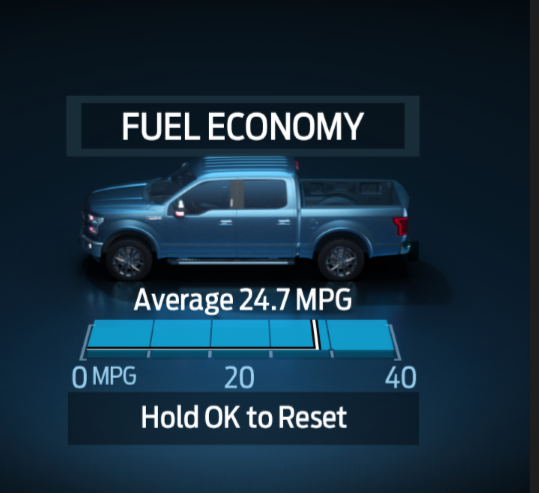 FUEL ECONOMY
Average 24.7 MPG
0 MPG 20 40
Hold OK to Reset